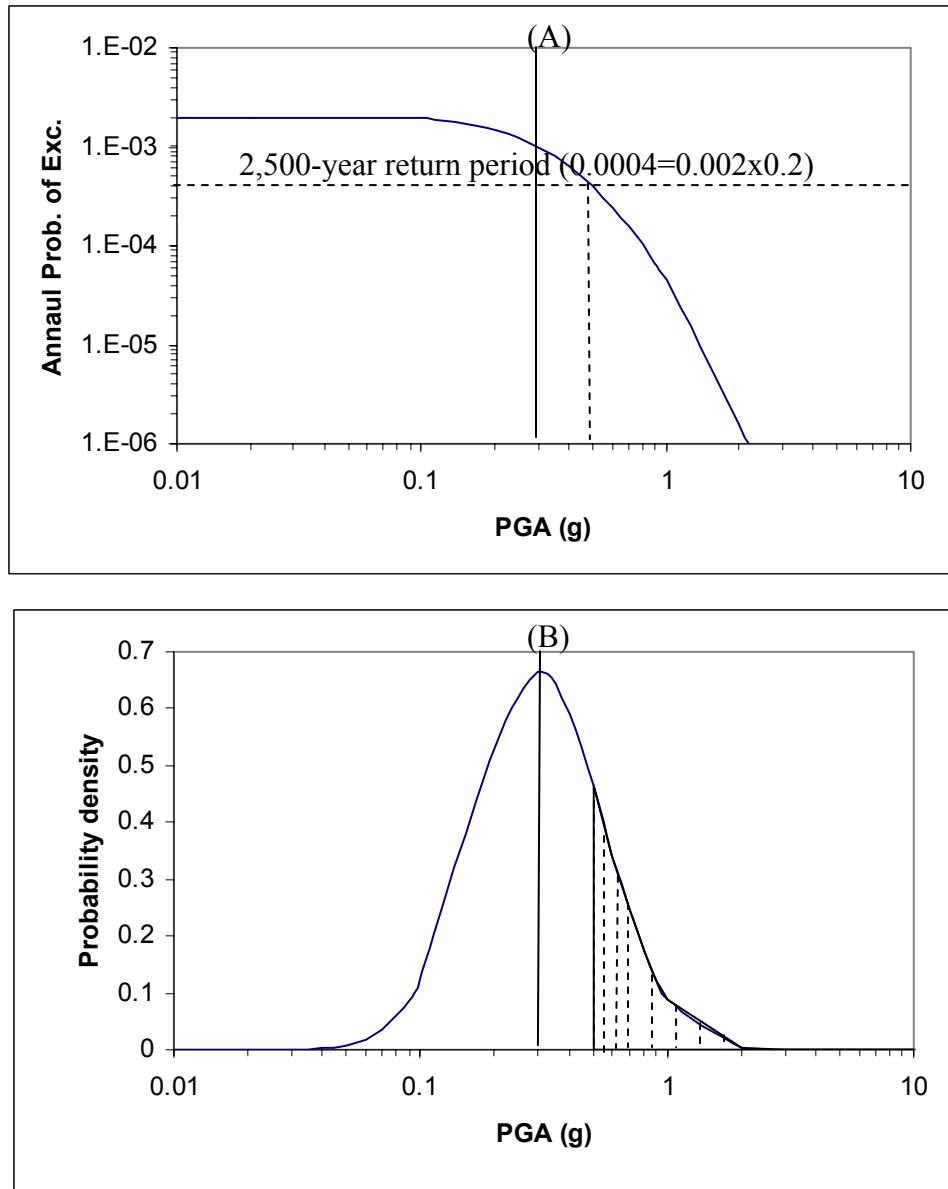 (A)
1.E-02
1.E-03
1.E-04
1.E-05
1.E-06
Annaul Prob. of Exc.
2,500-year return period (0.0004=0.002x0.2)
0.01 0.1 1 10
PGA (g)
(B)
0.7
0.6
0.5
0.4
0.3
0.2
0.1
0
Probability density
0.01 0.1 1 10
PGA (g)